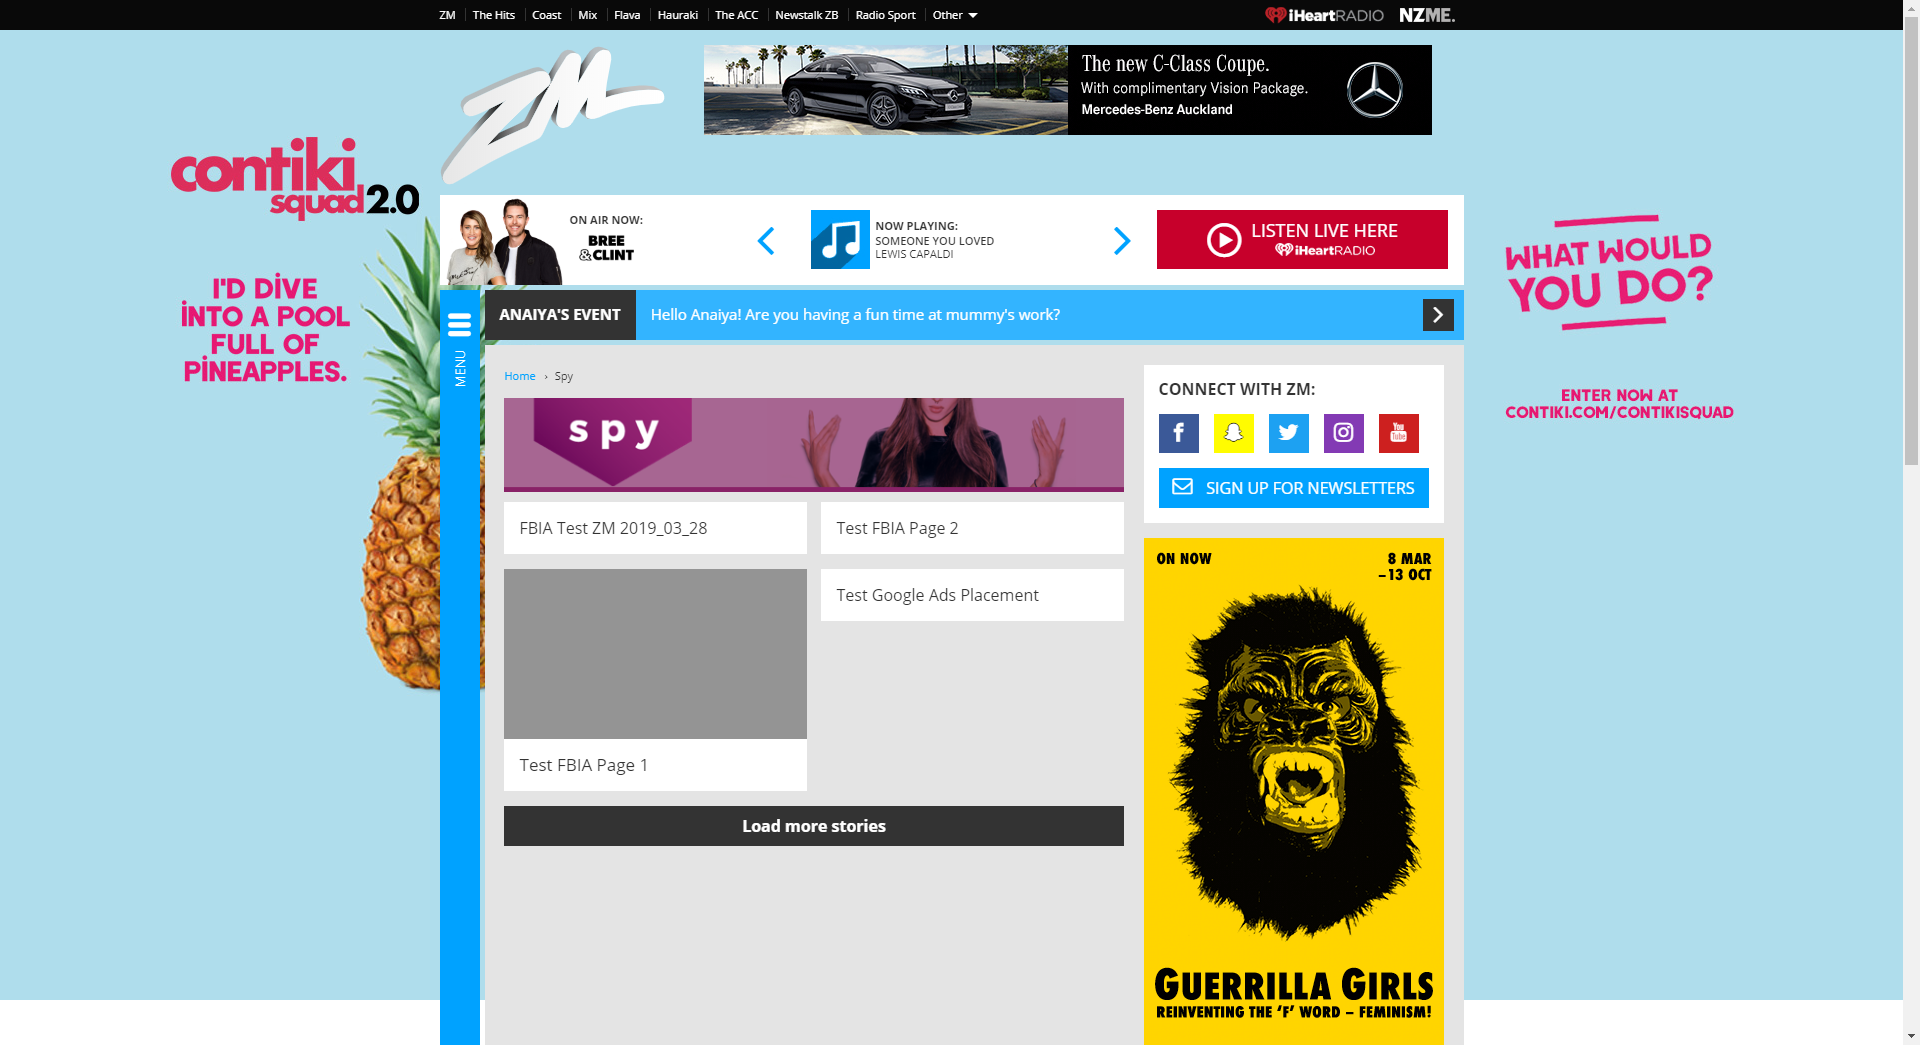 ZM The Hits Coast Mix Flava Hauraki The ACC Newstalk ZB Radio Sport Other
iHeartRADIO NZME.
ZM
The new C-Class Coupe.
With complimentary Vision Package.
Mercedes-Benz Auckland
contiki
squad 2.0
I'D DiVE
iNTO A POOL
FULL OF
PiNEAPPLES.
ON AIR NOW:
BREE
&CLINT
NOW PLAYING:
SOMEONE YOU LOVED
LEWIS CAPALDI
LISTEN LIVE HERE
iHeartRADIO
WHAT WOULD
YOU DO?
ENTER NOW AT
CONTIKI.COM/CONTIKISQUAD
MENU
ANAIYA'S EVENT
Hello Anaiya! Are you having a fun time at mummy's work?
Home › Spy
spy
FBIA Test ZM 2019_03_28
Test FBIA Page 2
Test Google Ads Placement
Test FBIA Page 1
Load more stories
CONNECT WITH ZM:
f
You
Tube
SIGN UP FOR NEWSLETTERS
ON NOW
8 MAR
–13 OCT
GUERRILLA GIRLS
REINVENTING THE ‘F’ WORD – FEMINISM!